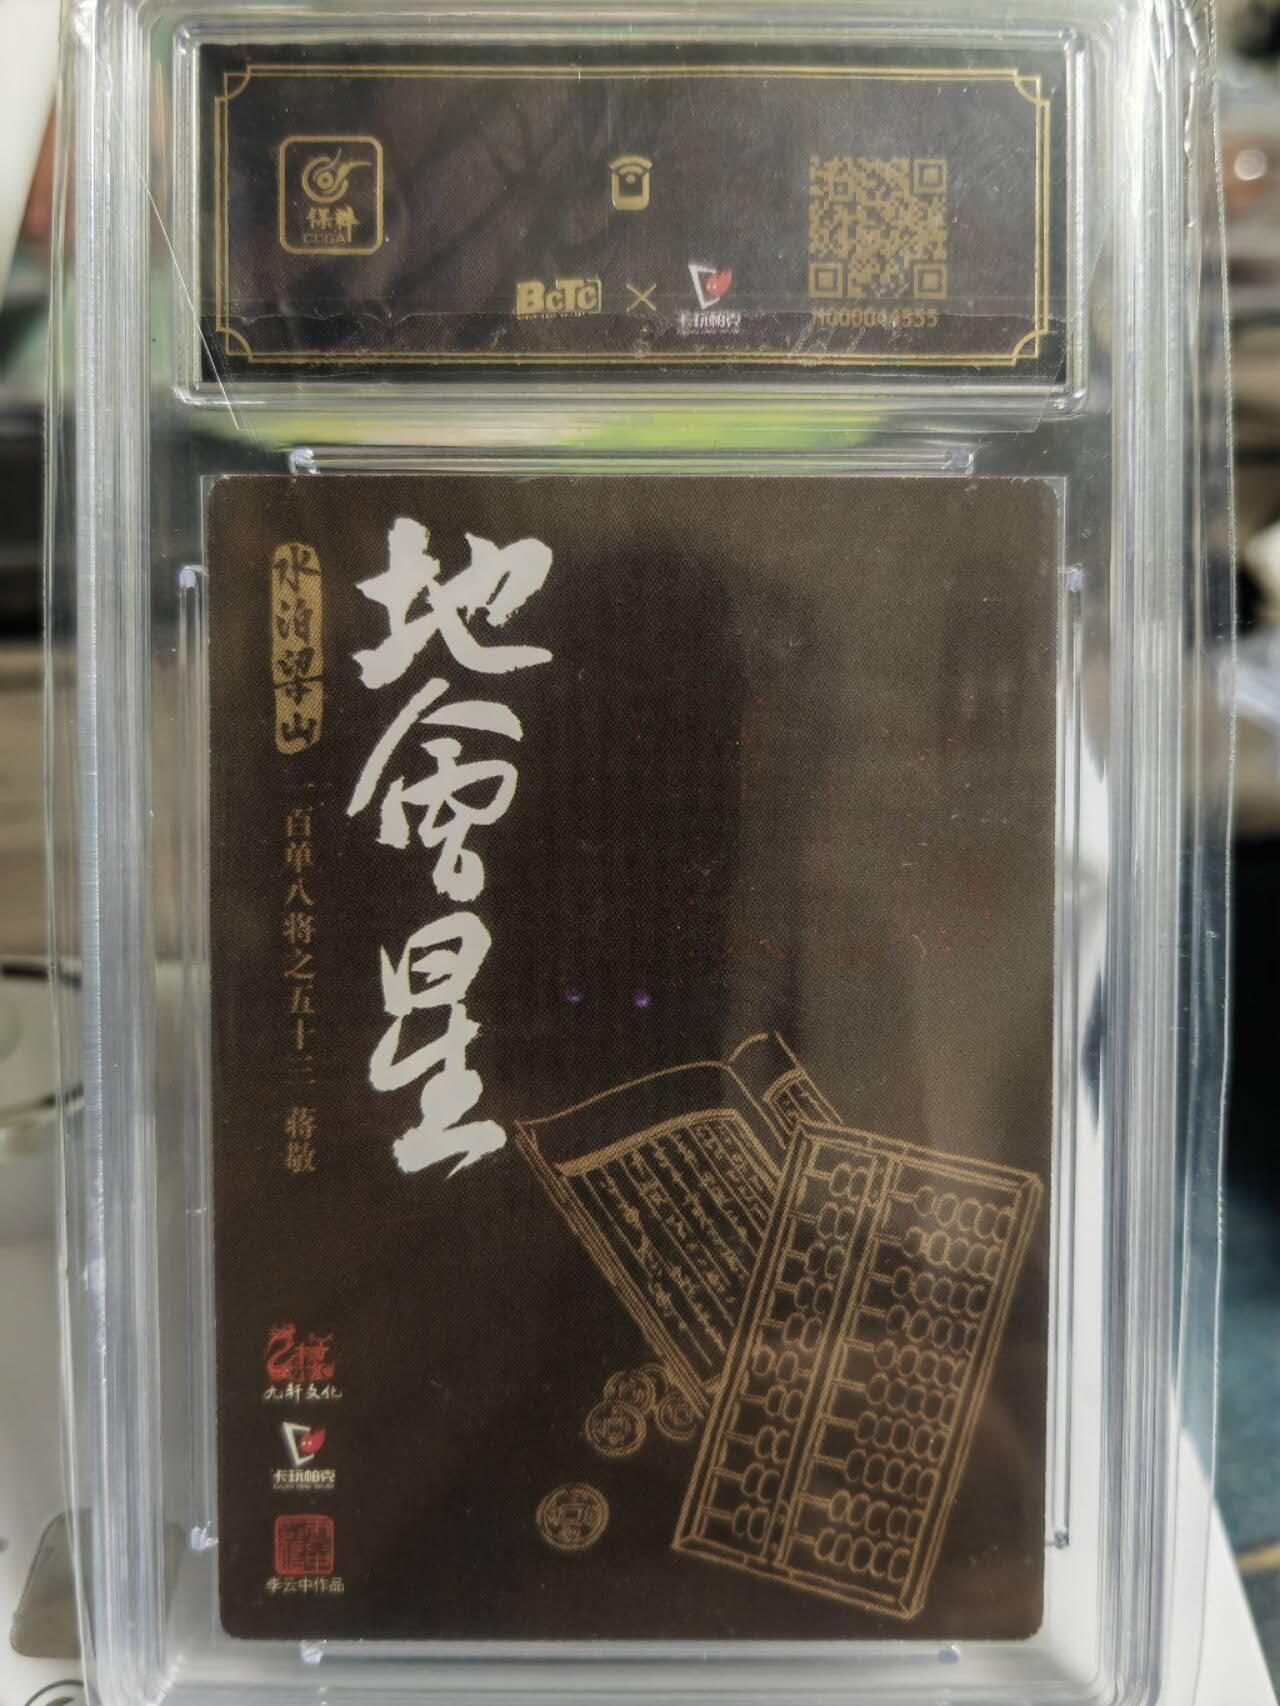 保粹
CCGA
BCTC × 卡玩帕克
水泊梁山
一百单八将之五十三 蒋敬
地會星
九轩文化
卡玩帕克
李云中作品